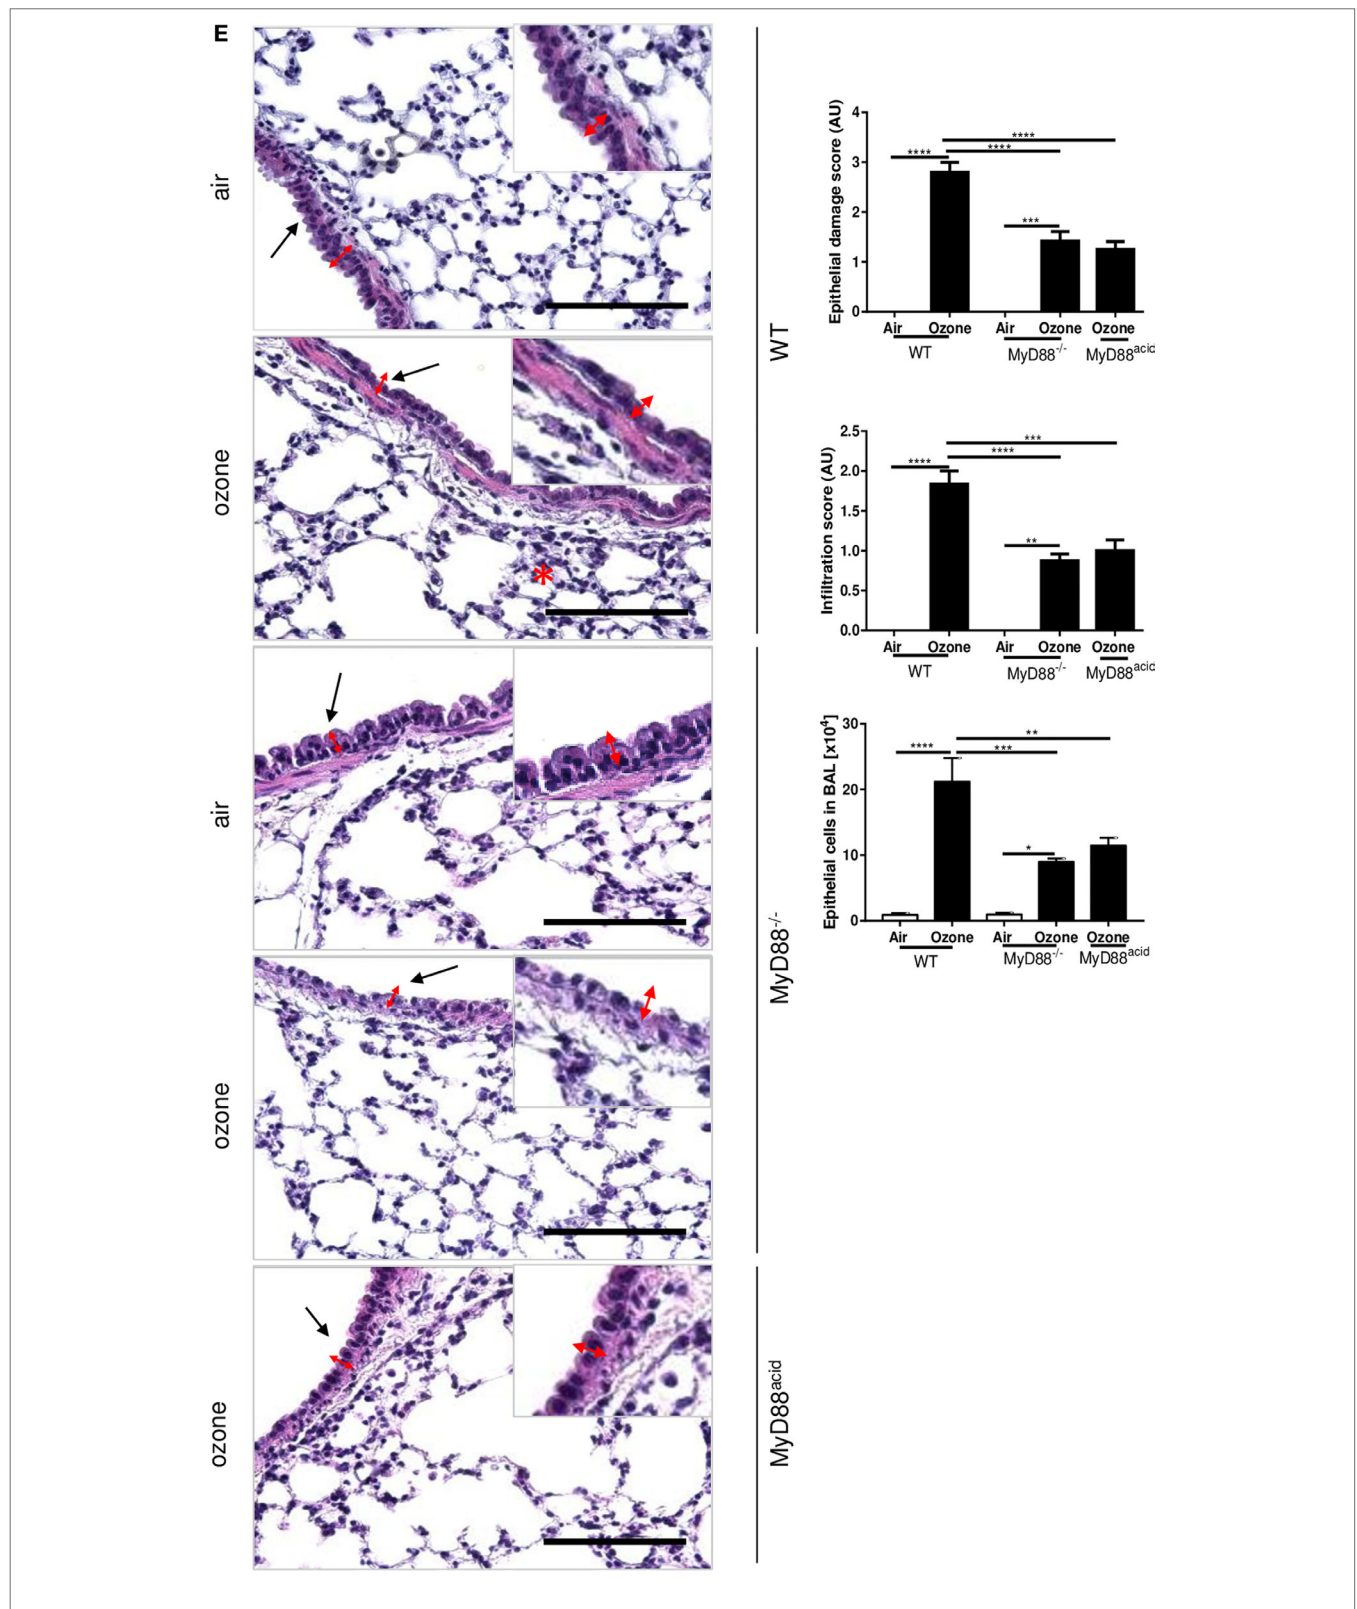 E
air
ozone
WT
air
ozone
MyD88-/-
ozone
MyD88acid
Epithelial damage score (AU)
4
3
2
1
0
****
****
****
***
Air Ozone Air Ozone Ozone
WT MyD88-/- MyD88acid
Infiltration score (AU)
2.5
2.0
1.5
1.0
0.5
0.0
***
****
****
**
Air Ozone Air Ozone Ozone
WT MyD88-/- MyD88acid
Epithelial cells in BAL [x10⁴]
30
20
10
0
**
**** ***
*
Air Ozone Air Ozone Ozone
WT MyD88-/- MyD88acid